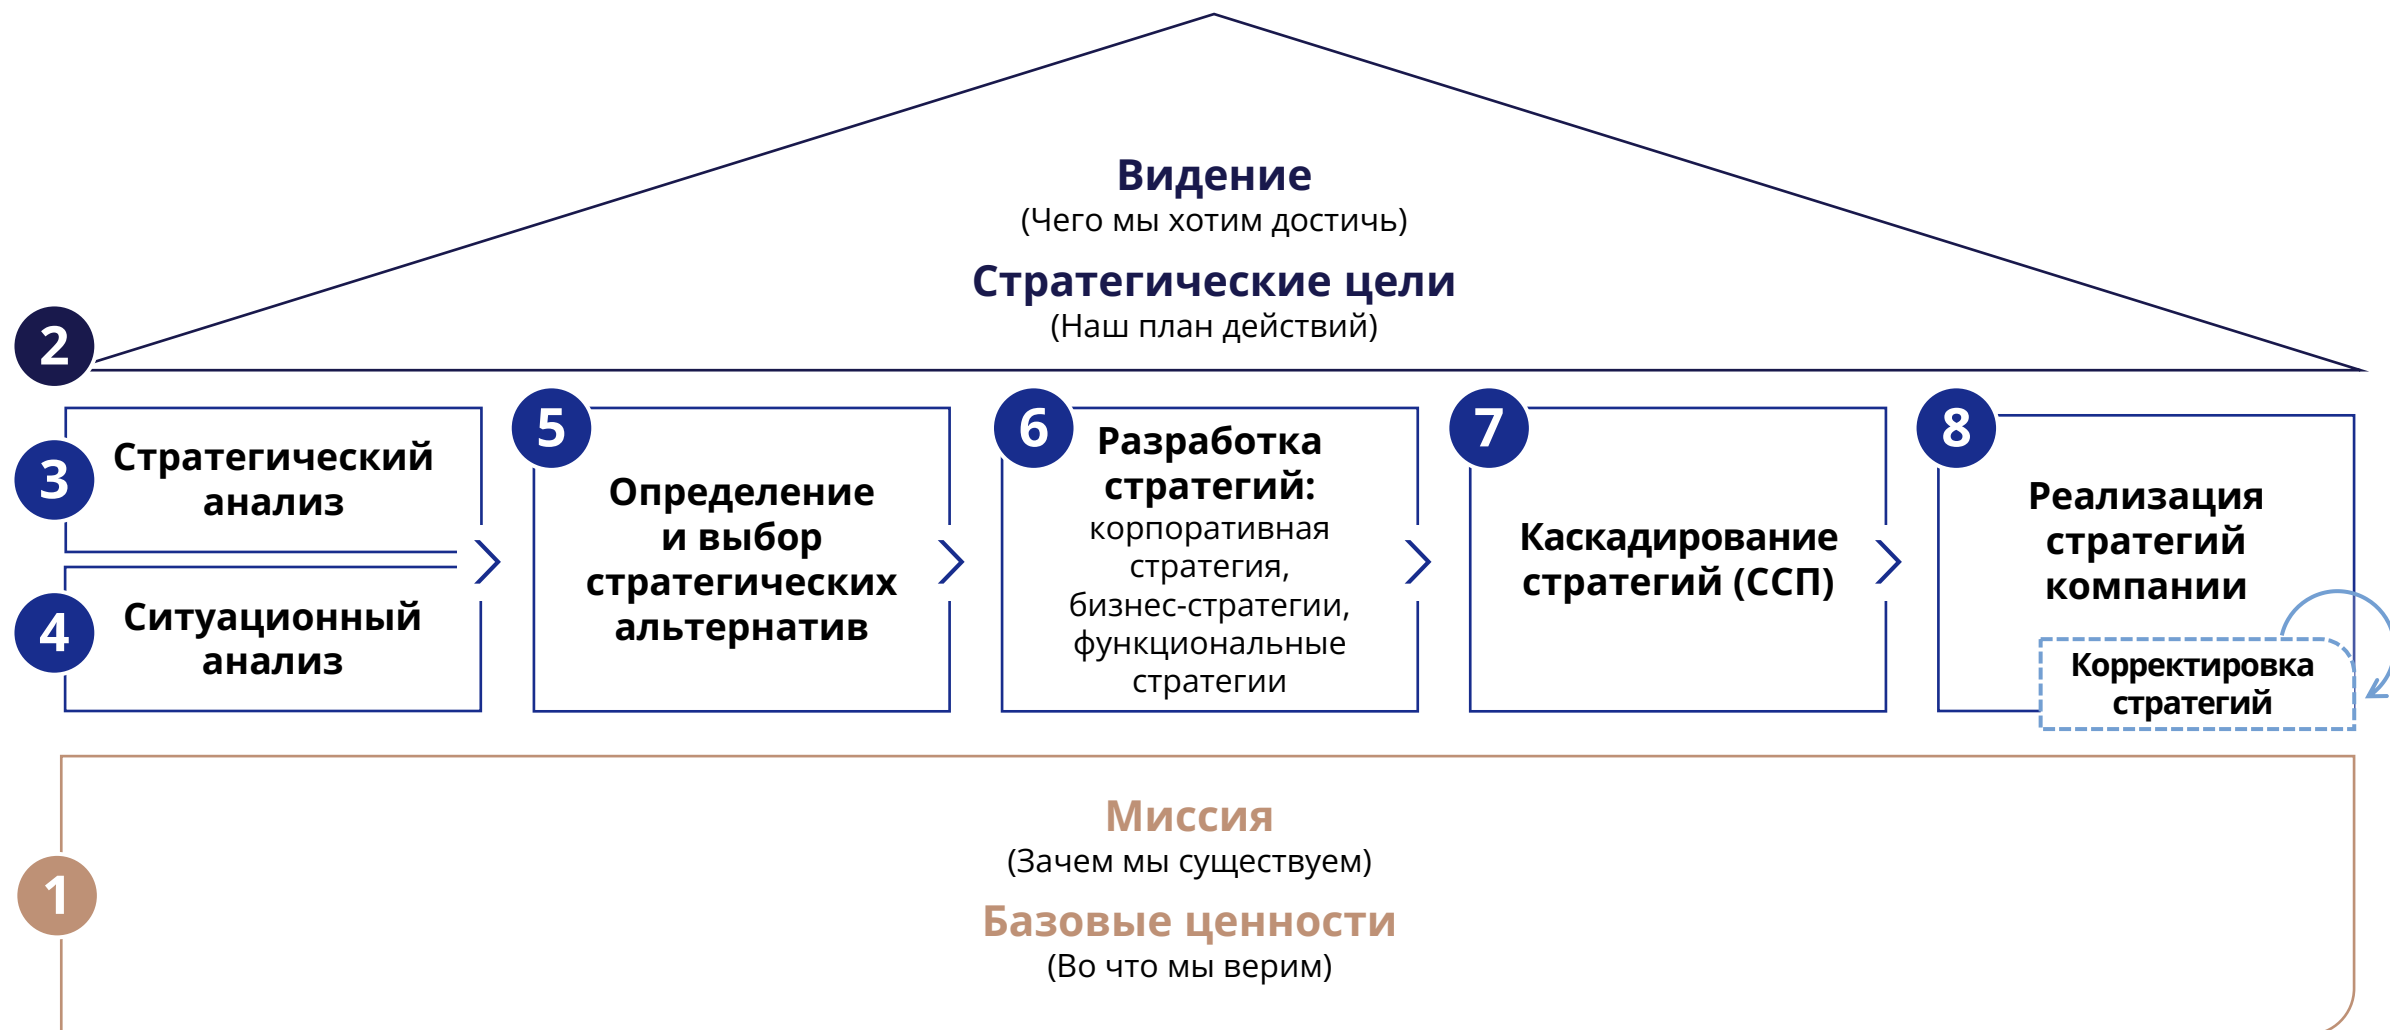 Видение
(Чего мы хотим достичь)
Стратегические цели
(Наш план действий)
2
3
Стратегический
анализ
4
Ситуационный
анализ
5
Определение
и выбор
стратегических
альтернатив
6
Разработка
стратегий:
корпоративная
стратегия,
бизнес-стратегии,
функциональные
стратегии
7
Каскадирование
стратегий (ССП)
8
Реализация
стратегий
компании
Корректировка
стратегий
1
Миссия
(Зачем мы существуем)
Базовые ценности
(Во что мы верим)